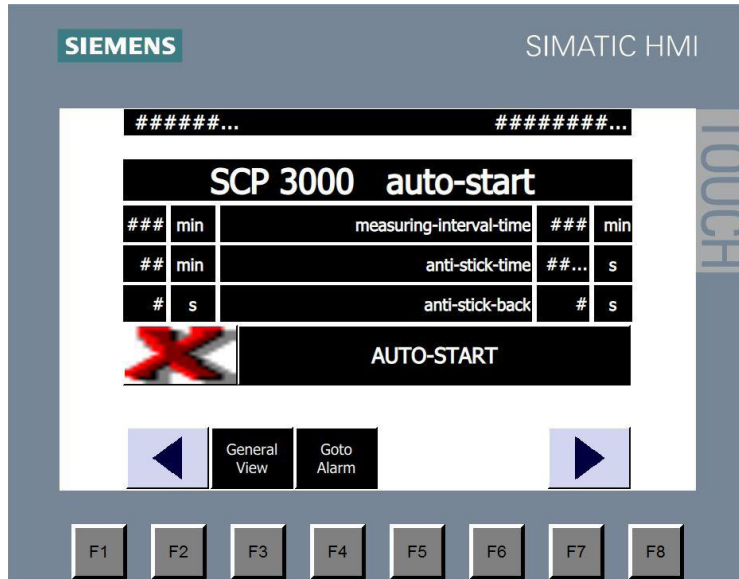 SIEMENS SIMATIC HMI
TOUCH
######... ########...
SCP 3000 auto-start
### min measuring-interval-time ### min
## min anti-stick-time ##... s
# s anti-stick-back # s
AUTO-START
General Goto
View Alarm
F1 F2 F3 F4 F5 F6 F7 F8